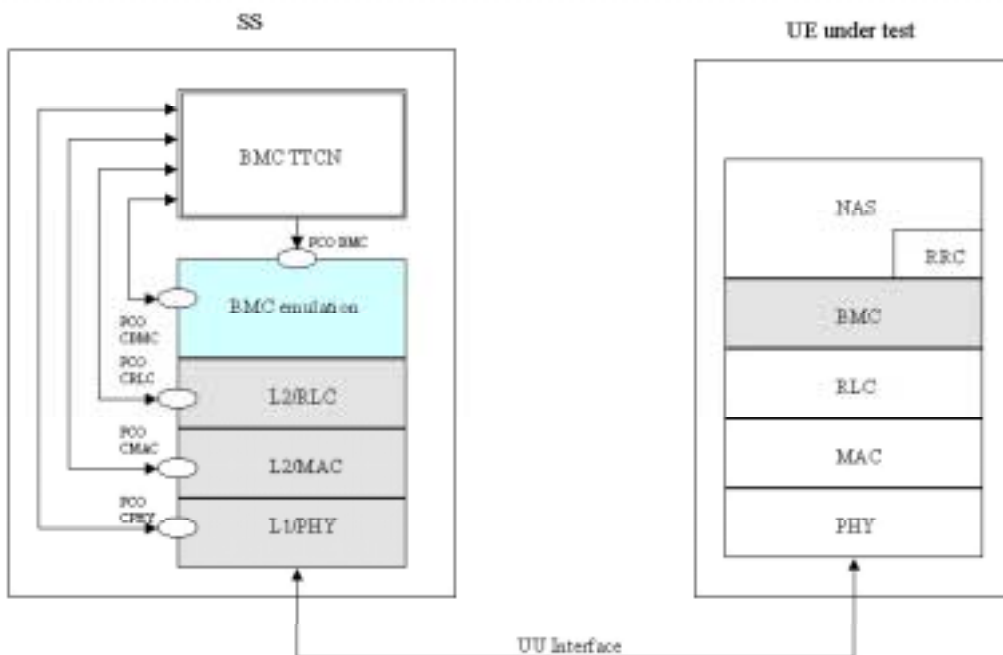 SS
UE under test
BMC TTCN
PCO BMC
BMC emulation
PCO
CBMC
PCO
CRLC
L2/RLC
PCO
CMAC
L2/MAC
PCO
CPHY
L1/PHY
NAS
RRC
BMC
RLC
MAC
PHY
UU Interface